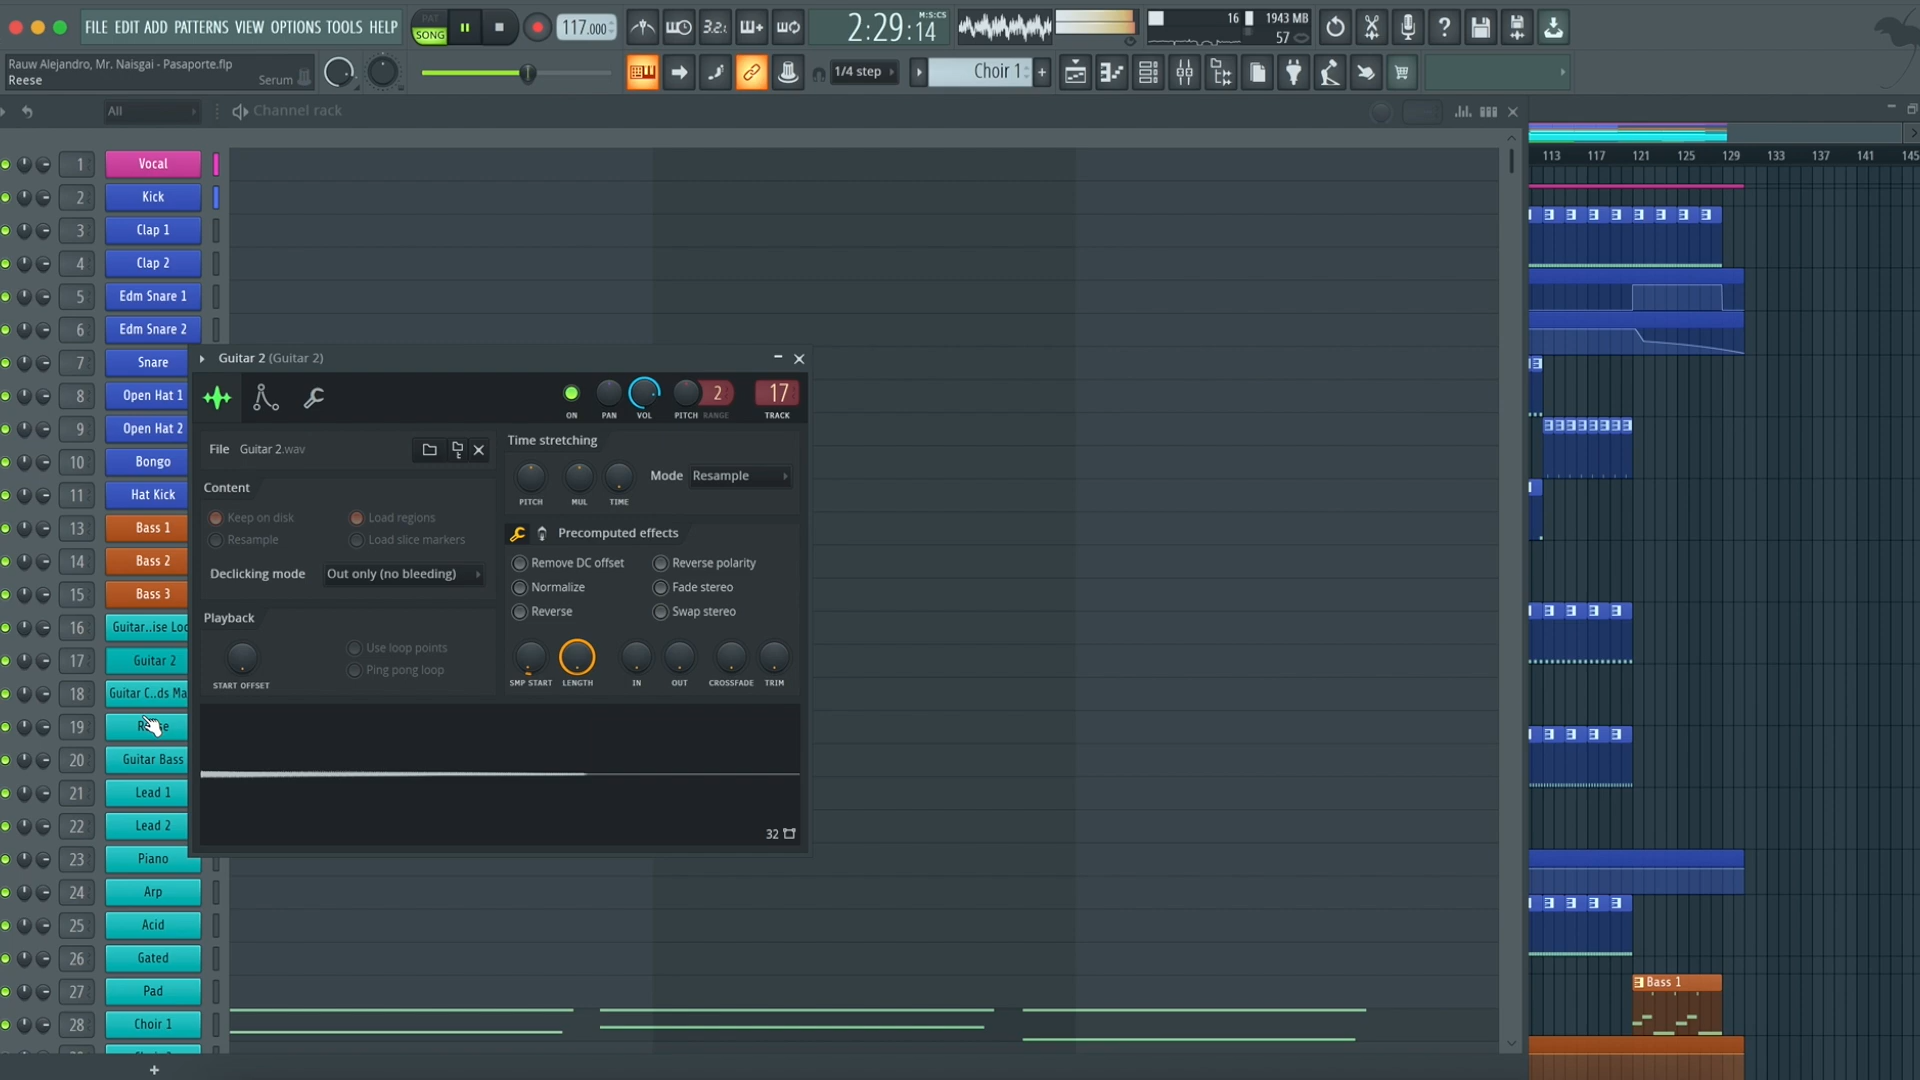 FILE EDIT ADD PATTERNS VIEW OPTIONS TOOLS HELP
PAT
SONG
117.000
3.2
2:29:14
M:S:CS
16
1943 MB
57
Rauw Alejandro, Mr. Naisgai - Pasaporte.flp
Reese
Serum
1/4 step
Choir 1
All
Channel rack
113 117 121 125 129 133 137 141 145
1 Vocal
2 Kick
3 Clap 1
4 Clap 2
5 Edm Snare 1
6 Edm Snare 2
7 Snare
8 Open Hat 1
9 Open Hat 2
10 Bongo
11 Hat Kick
13 Bass 1
14 Bass 2
15 Bass 3
16 Guitar..ise Loo
17 Guitar 2
18 Guitar C..ds Ma
19
20 Guitar Bass
21 Lead 1
22 Lead 2
23 Piano
24 Arp
25 Acid
26 Gated
27 Pad
28 Choir 1
Guitar 2 (Guitar 2)
2
17
ON PAN VOL PITCH RANGE TRACK
File Guitar 2.wav
Content
Keep on disk
Load regions
Resample
Load slice markers
Declicking mode Out only (no bleeding)
Playback
Use loop points
Ping pong loop
START OFFSET
Time stretching
Mode Resample
PITCH MUL TIME
Precomputed effects
Remove DC offset
Reverse polarity
Normalize
Fade stereo
Reverse
Swap stereo
SMP START LENGTH IN OUT CROSSFADE TRIM
32
Bass 1